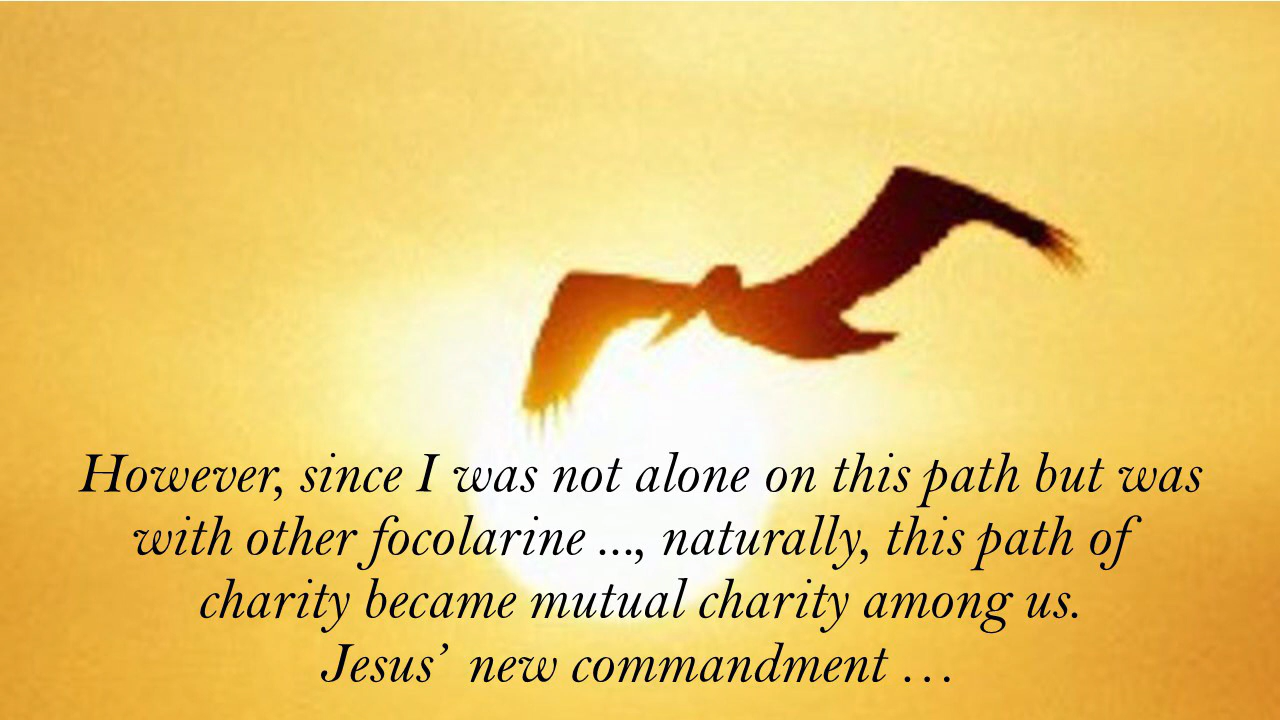 However, since I was not alone on this path but was
with other focolarine ..., naturally, this path of
charity became mutual charity among us.
Jesus’ new commandment …